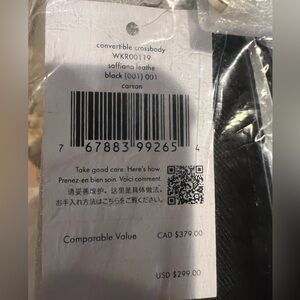 convertible crossbody
WKR00119
saffiano leathe
black (001) 001
carson
7 67883 99265 4
Take good care. Here's how.
Prenez-en bien soin. Voici comment.
请妥善维护。这里是具体做法。
お手入れ方法はこちらをご覧ください。
Comparable Value CAD $379.00
USD $299.00